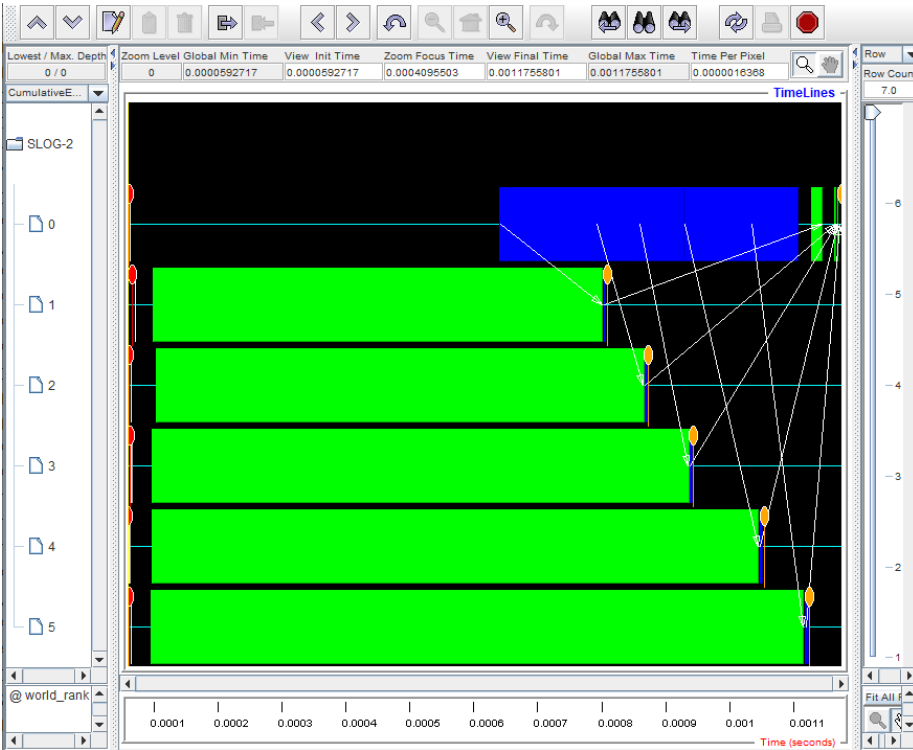 Lowest / Max. Depth Zoom Level Global Min Time View Init Time Zoom Focus Time View Final Time Global Max Time Time Per Pixel Row
0 / 0 0 0.0000592717 0.0000592717 0.0004095503 0.0011755801 0.0011755801 0.0000016368
Row Coun
CumulativeE... TimeLines 7.0
SLOG-2
0
1
2
3
4
5
6
5
4
3
2
1
@ world_rank
Fit All R
0.0001 0.0002 0.0003 0.0004 0.0005 0.0006 0.0007 0.0008 0.0009 0.001 0.0011
Time (seconds)